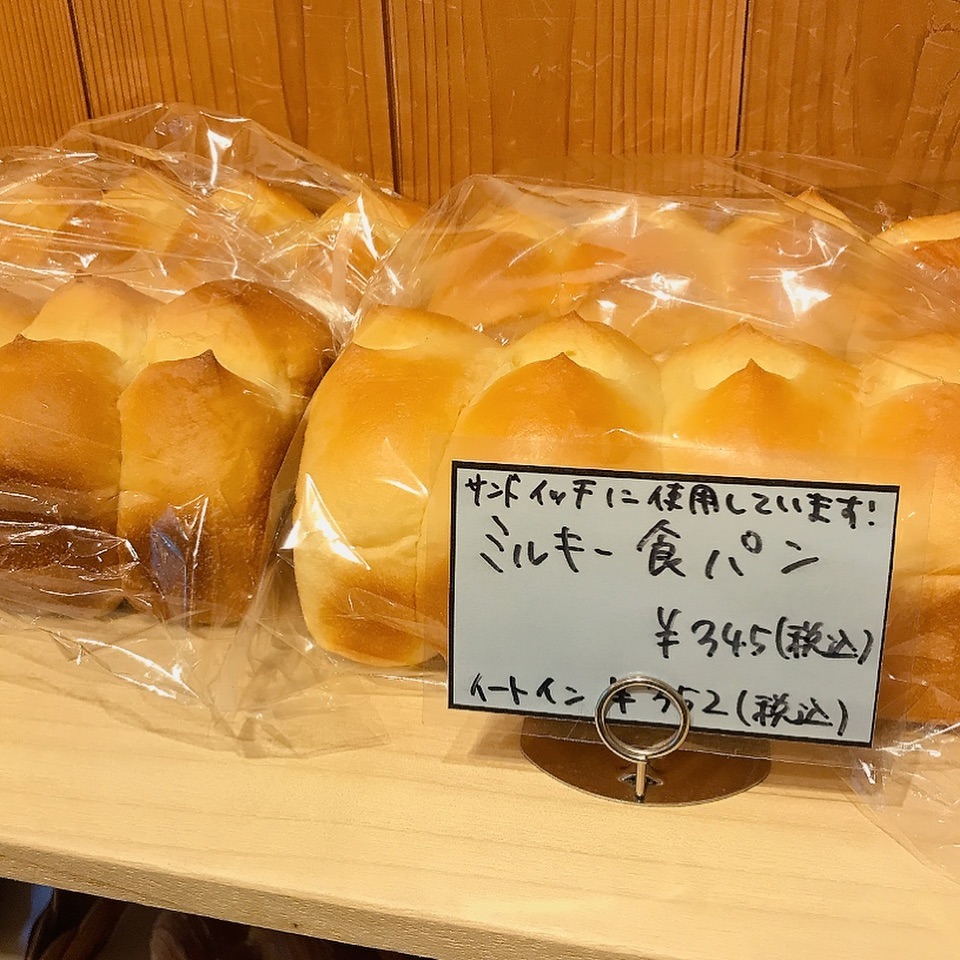 サンドイッチに使用しています!
ミルキー食パン
¥345(税込)
イートイン ¥352(税込)